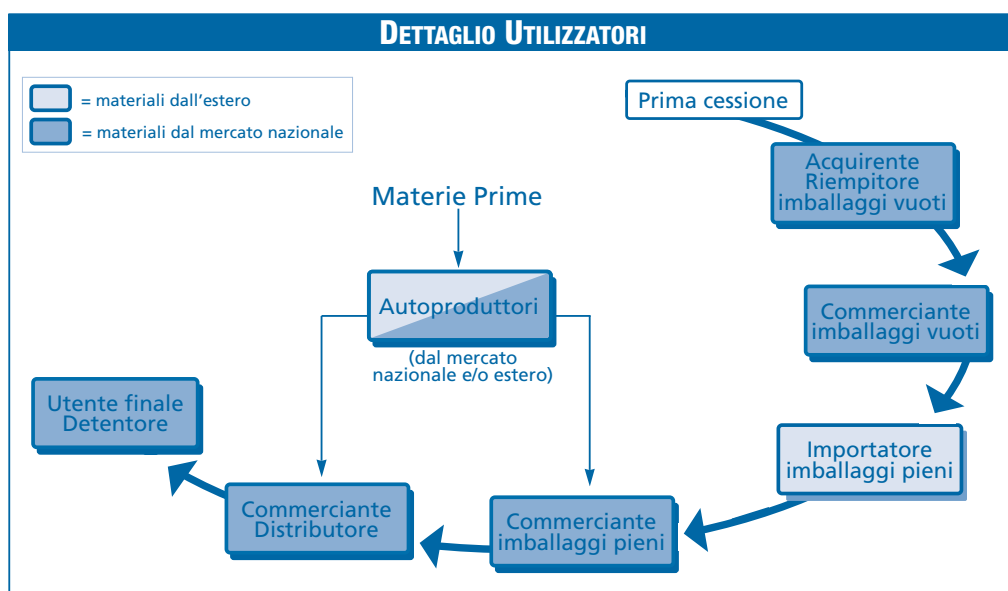 DETTAGLIO UTILIZZATORI
= materiali dall'estero
= materiali dal mercato nazionale
Prima cessione
Acquirente
Riempitore
imballaggi vuoti
Materie Prime
Autoproduttori
(dal mercato
nazionale e/o estero)
Commerciante
imballaggi vuoti
Utente finale
Detentore
Importatore
imballaggi pieni
Commerciante
Distributore
Commerciante
imballaggi pieni